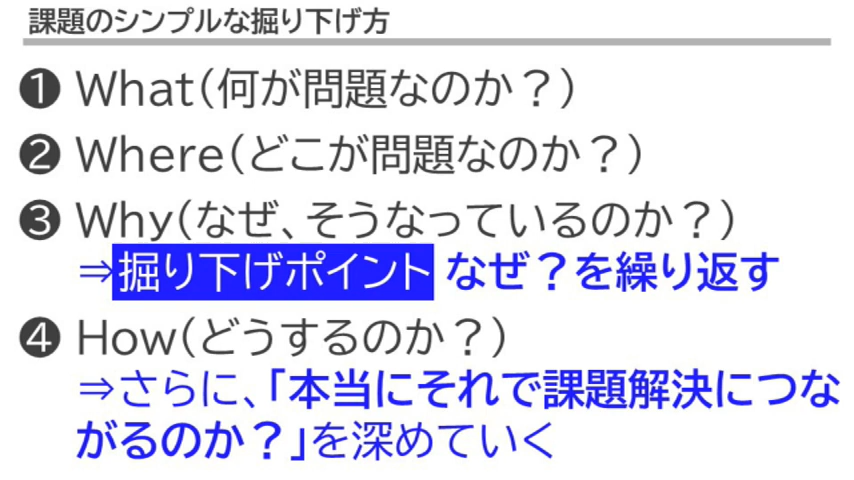 課題のシンプルな掘り下げ方
❶ What(何が問題なのか？)
❷ Where(どこが問題なのか？)
❸ Why(なぜ、そうなっているのか？)
⇒掘り下げポイント なぜ？を繰り返す
❹ How(どうするのか？)
⇒さらに、「本当にそれで課題解決につな
がるのか？」を深めていく